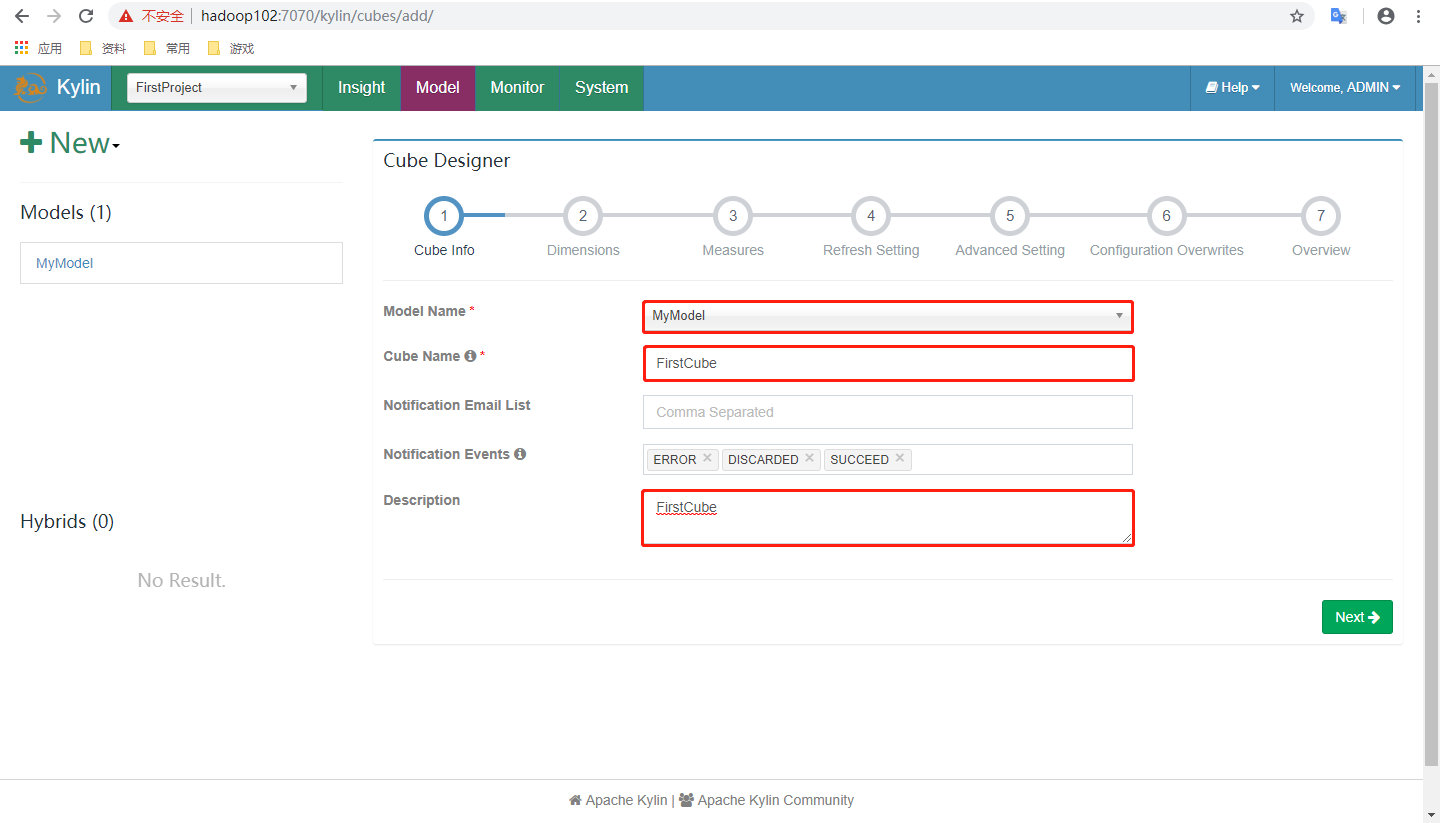 不安全 hadoop102:7070/kylin/cubes/add/
应用 资料 常用 游戏
Kylin FirstProject Insight Model Monitor System Help Welcome, ADMIN
New
Models (1)
MyModel
Hybrids (0)
No Result.
Cube Designer
1 2 3 4 5 6 7
Cube Info Dimensions Measures Refresh Setting Advanced Setting Configuration Overwrites Overview
Model Name * MyModel
Cube Name * FirstCube
Notification Email List Comma Separated
Notification Events ERROR × DISCARDED × SUCCEED ×
Description FirstCube
Next
Apache Kylin | Apache Kylin Community